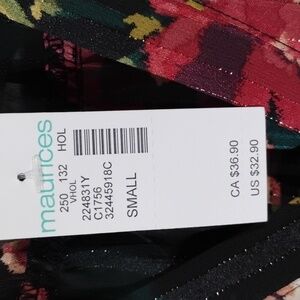 maurices
250 132 HOL
VHOL
224831Y
C1756
32445918C
SMALL
CA $36.90
US $32.90